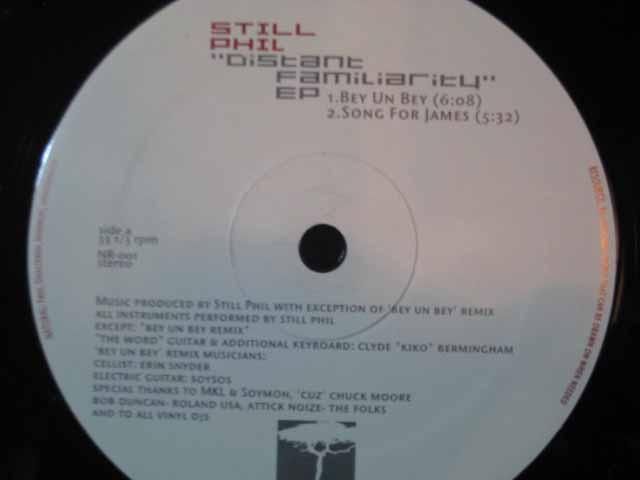 STILL
PHIL
"Distant
Familiarity"
EP
1.BEY UN BEY (6:08)
2.SONG FOR JAMES (5:32)
side a
33 1/3 rpm
NR-001
stereo
MUSIC PRODUCED BY STILL PHIL WITH EXCEPTION OF 'BEY UN BEY' REMIX
ALL INSTRUMENTS PERFORMED BY STILL PHIL
EXCEPT: "BEY UN BEY REMIX"
"THE WORD" GUITAR & ADDITIONAL KEYBOARD: CLYDE "KIKO" BERMINGHAM
'BEY UN BEY' REMIX MUSICIANS:
CELLIST: ERIN SNYDER
ELECTRIC GUITAR: SOYSOS
SPECIAL THANKS TO MKL & SOYMON, 'CUZ' CHUCK MOORE
BOB DUNCAN- ROLAND USA, ATTICK NOIZE- THE FOLKS
AND TO ALL VINYL DJS